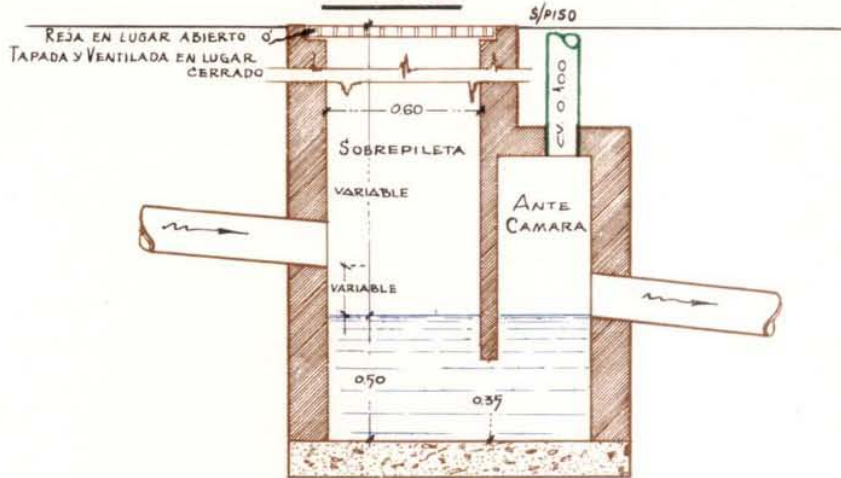 S/PISO
REJA EN LUGAR ABIERTO Ó
TAPADA Y VENTILADA EN LUGAR
CERRADO
0.60
C.V. 0.100
SOBREPILETA
VARIABLE
ANTE
CAMARA
VARIABLE
0.50
0.35